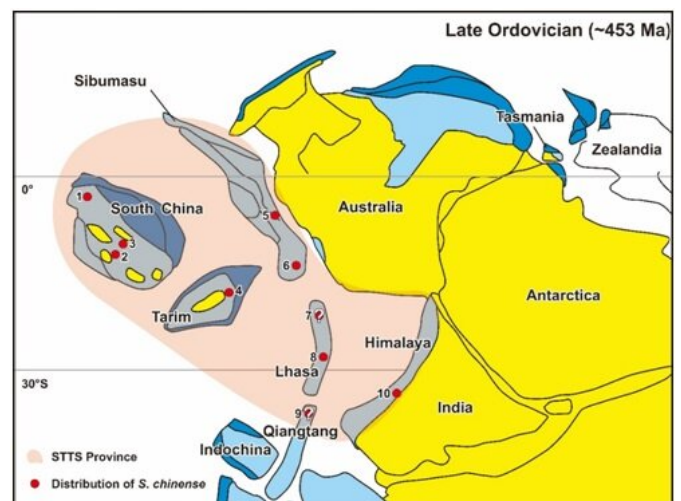 Late Ordovician (~453 Ma)
Sibumasu
Tasmania
Zealandia
0°
1
South China
3
2
5
Australia
6
4
Tarim
Antarctica
7
Himalaya
8
Lhasa
30°S
10
India
9
Qiangtang
Indochina
STTS Province
Distribution of S. chinense